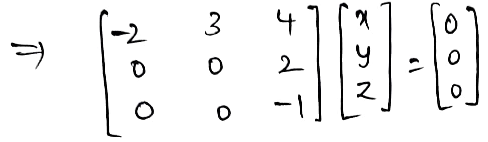 ⇒ [-2 3 4; 0 0 2; 0 0 -1] [x; y; z] = [0; 0; 0]